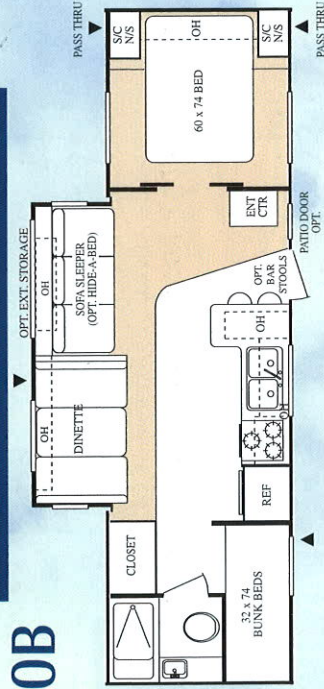 0B
PASS THRU
S/C
N/S
OH
S/C
N/S
PASS THRU
60 x 74 BED
OPT. EXT. STORAGE
OH
SOFA SLEEPER
(OPT. HIDE-A-BED)
ENT
CTR
PATIO DOOR
OPT.
OPT.
BAR
STOOLS
OH
DINETTE
OH
OH
REF
CLOSET
32 x 74
BUNK BEDS